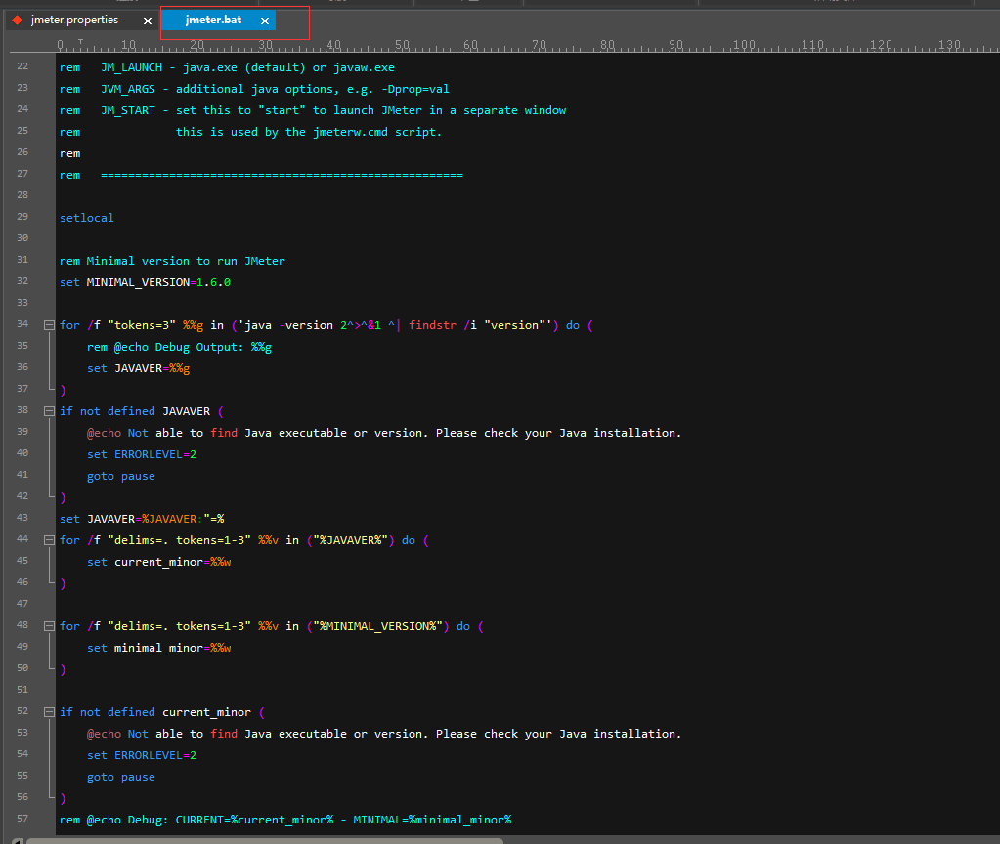 jmeter.properties × jmeter.bat ×
0 10 20 30 40 50 60 70 80 90 100 110 120 130
22 rem   JM_LAUNCH - java.exe (default) or javaw.exe
23 rem   JVM_ARGS - additional java options, e.g. -Dprop=val
24 rem   JM_START - set this to "start" to launch JMeter in a separate window
25 rem              this is used by the jmeterw.cmd script.
26 rem
27 rem   =====================================================
28
29 setlocal
30
31 rem Minimal version to run JMeter
32 set MINIMAL_VERSION=1.6.0
33
34 for /f "tokens=3" %%g in ('java -version 2^>^&1 ^| findstr /i "version"') do (
35     rem @echo Debug Output: %%g
36     set JAVAVER=%%g
37 )
38 if not defined JAVAVER (
39     @echo Not able to find Java executable or version. Please check your Java installation.
40     set ERRORLEVEL=2
41     goto pause
42 )
43 set JAVAVER=%JAVAVER:"=%
44 for /f "delims=. tokens=1-3" %%v in ("%JAVAVER%") do (
45     set current_minor=%%w
46 )
47
48 for /f "delims=. tokens=1-3" %%v in ("%MINIMAL_VERSION%") do (
49     set minimal_minor=%%w
50 )
51
52 if not defined current_minor (
53     @echo Not able to find Java executable or version. Please check your Java installation.
54     set ERRORLEVEL=2
55     goto pause
56 )
57 rem @echo Debug: CURRENT=%current_minor% - MINIMAL=%minimal_minor%